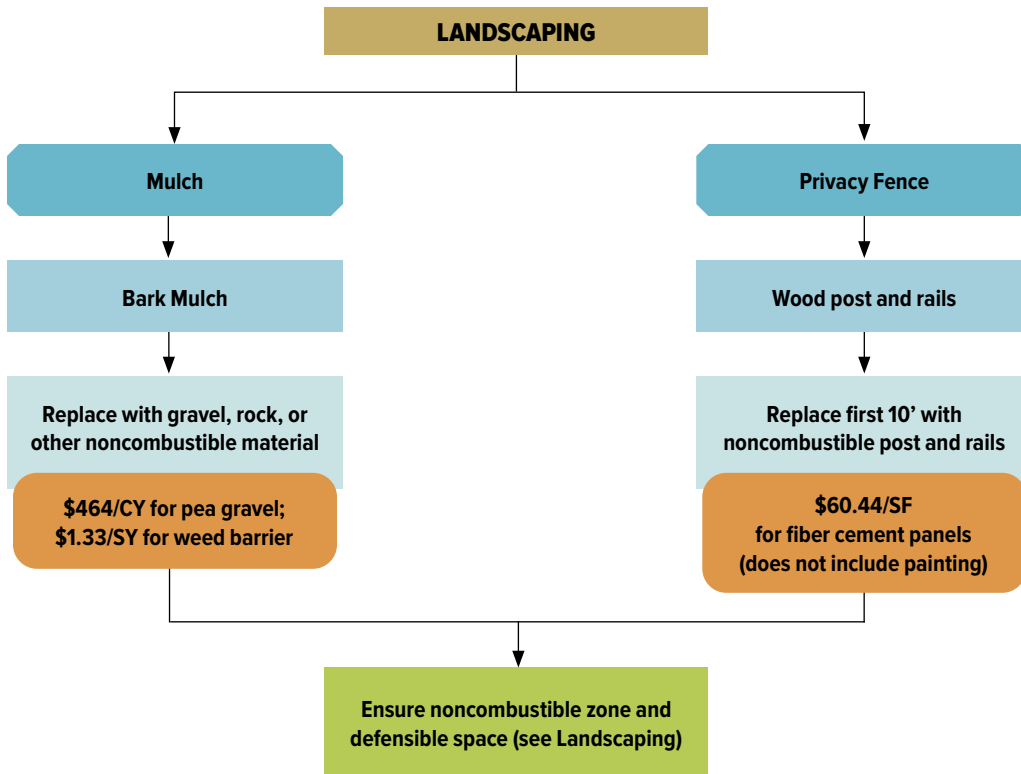 LANDSCAPING
Mulch
Privacy Fence
Bark Mulch
Wood post and rails
Replace with gravel, rock, or
other noncombustible material
Replace first 10’ with
noncombustible post and rails
$464/CY for pea gravel;
$1.33/SY for weed barrier
$60.44/SF
for fiber cement panels
(does not include painting)
Ensure noncombustible zone and
defensible space (see Landscaping)